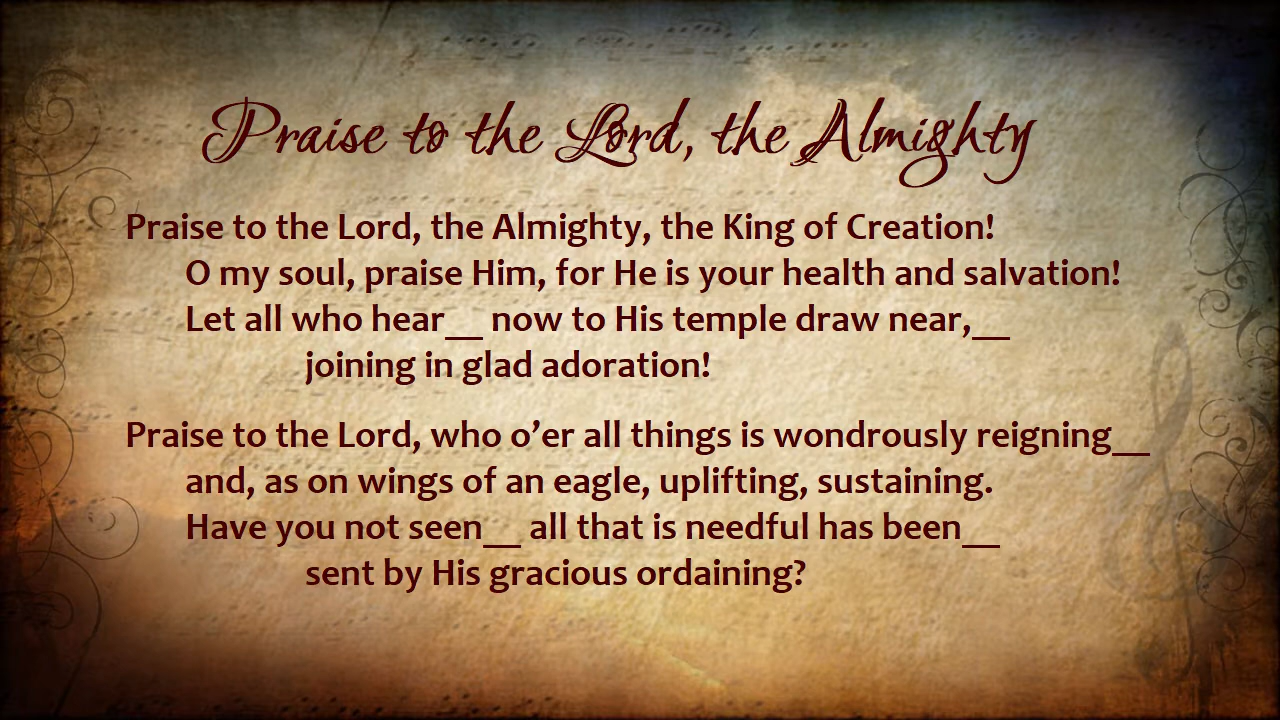 Praise to the Lord, the Almighty
Praise to the Lord, the Almighty, the King of Creation!
O my soul, praise Him, for He is your health and salvation!
Let all who hear__ now to His temple draw near,__
joining in glad adoration!
Praise to the Lord, who o’er all things is wondrously reigning__
and, as on wings of an eagle, uplifting, sustaining.
Have you not seen__ all that is needful has been__
sent by His gracious ordaining?